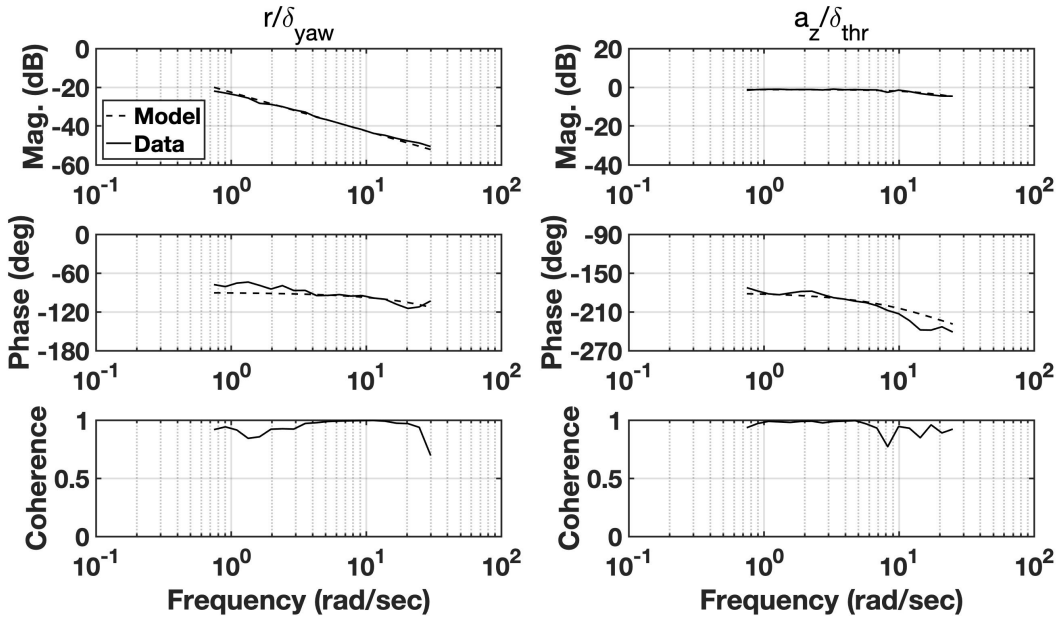 r/δyaw
az/δthr
Mag. (dB)
0
-20
-40
-60
Model
Data
10-1 100 101 102
Mag. (dB)
20
0
-20
-40
10-1 100 101 102
Phase (deg)
0
-60
-120
-180
10-1 100 101 102
Phase (deg)
-90
-150
-210
-270
10-1 100 101 102
Coherence
1
0.5
0
10-1 100 101 102
Frequency (rad/sec)
Coherence
1
0.5
0
10-1 100 101 102
Frequency (rad/sec)